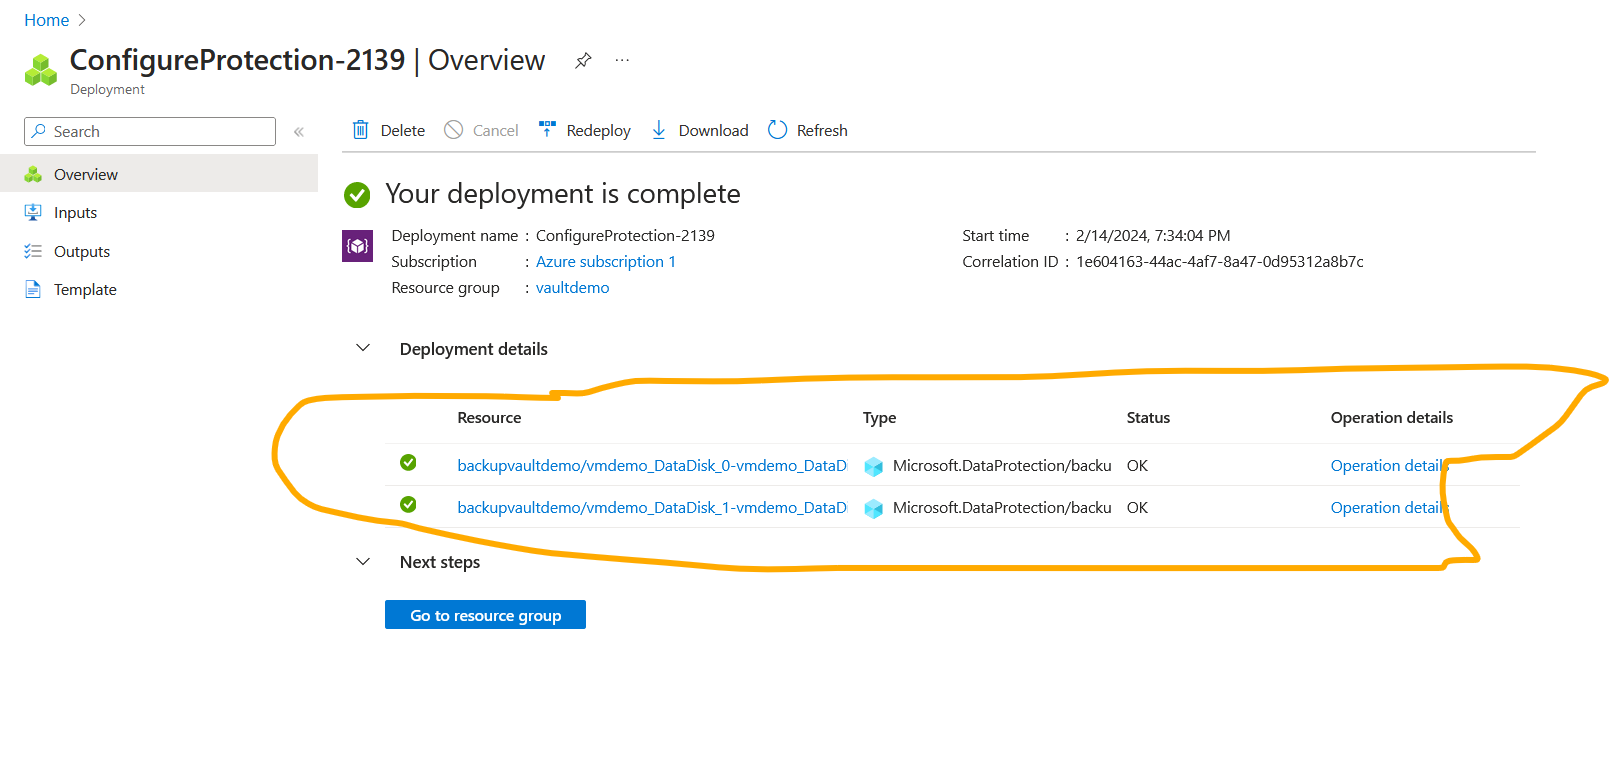 Home
ConfigureProtection-2139 | Overview
Deployment
Search
Overview
Inputs
Outputs
Template
Delete Cancel Redeploy Download Refresh
Your deployment is complete
Deployment name : ConfigureProtection-2139
Subscription : Azure subscription 1
Resource group : vaultdemo
Start time : 2/14/2024, 7:34:04 PM
Correlation ID : 1e604163-44ac-4af7-8a47-0d95312a8b7c
Deployment details
Resource Type Status Operation details
backupvaultdemo/vmdemo_DataDisk_0-vmdemo_DataD Microsoft.DataProtection/backu OK Operation details
backupvaultdemo/vmdemo_DataDisk_1-vmdemo_DataD Microsoft.DataProtection/backu OK Operation details
Next steps
Go to resource group